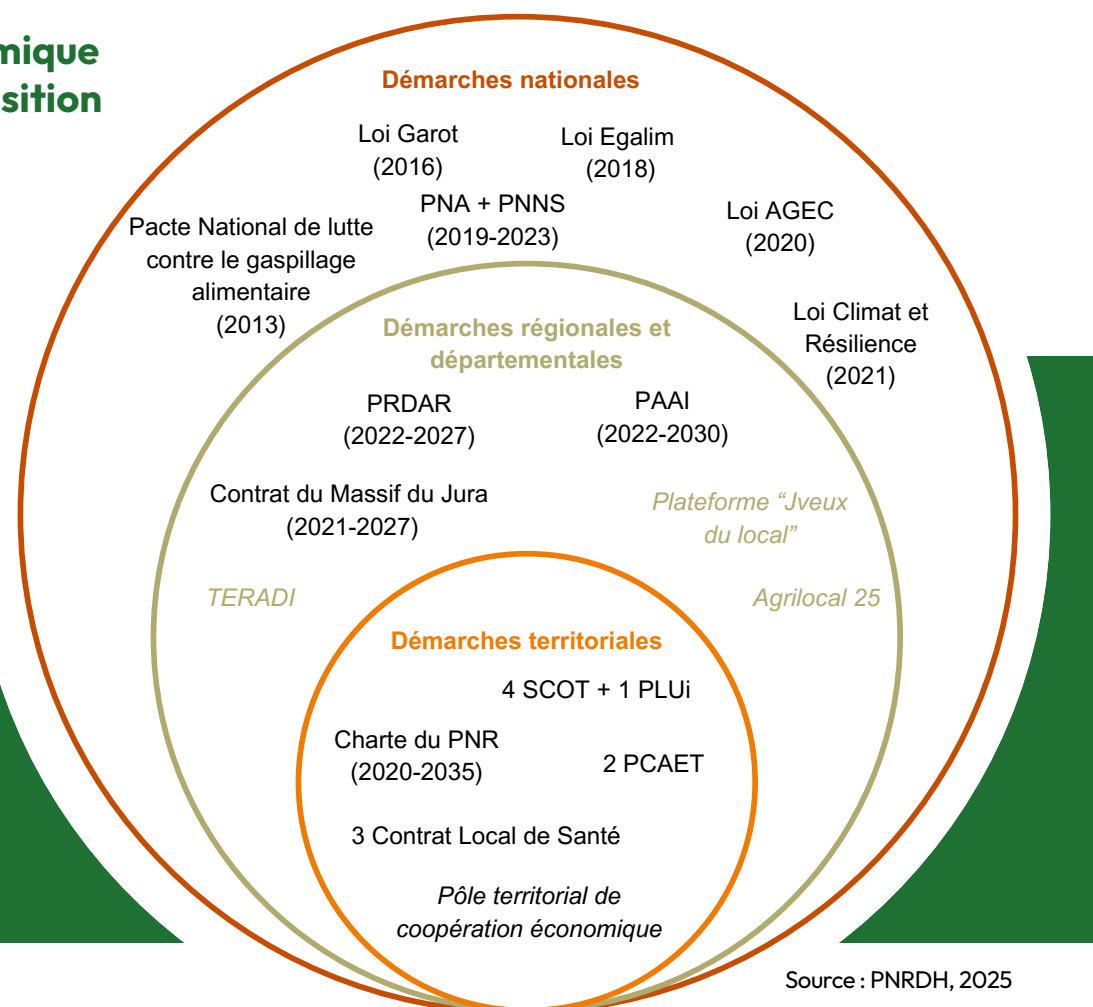 mique
sition
Démarches nationales
Loi Garot
(2016)
Loi Egalim
(2018)
PNA + PNNS
(2019-2023)
Loi AGEC
(2020)
Pacte National de lutte
contre le gaspillage
alimentaire
(2013)
Loi Climat et
Résilience
(2021)
Démarches régionales et
départementales
PRDAR
(2022-2027)
PAAI
(2022-2030)
Contrat du Massif du Jura
(2021-2027)
Plateforme “Jveux
du local”
TERADI
Agrilocal 25
Démarches territoriales
4 SCOT + 1 PLUi
Charte du PNR
(2020-2035)
2 PCAET
3 Contrat Local de Santé
Pôle territorial de
coopération économique
Source : PNRDH, 2025